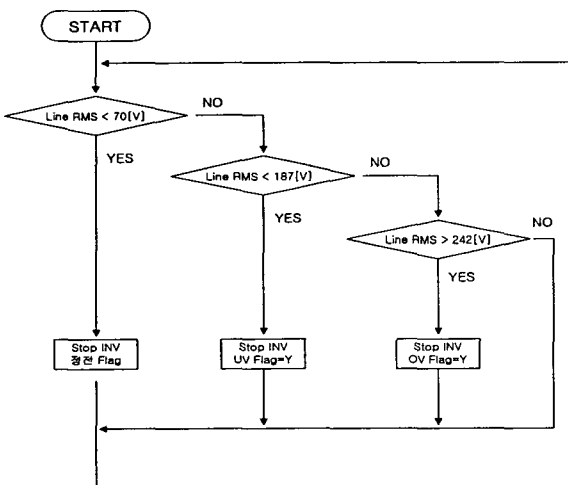 START
Line RMS < 70[V]
NO
YES
Line RMS < 187[V]
NO
YES
Line RMS > 242[V]
NO
YES
Stop INV
정전 Flag
Stop INV
UV Flag=Y
Stop INV
OV Flag=Y